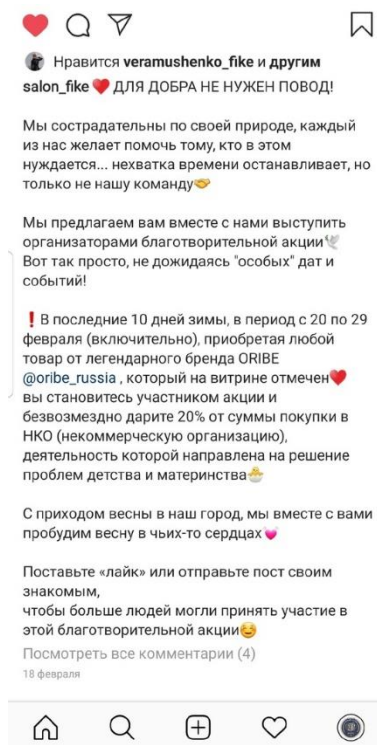 Нравится veramushenko_fike и другим
salon_fike ❤️ ДЛЯ ДОБРА НЕ НУЖЕН ПОВОД!
Мы сострадательны по своей природе, каждый
из нас желает помочь тому, кто в этом
нуждается... нехватка времени останавливает, но
только не нашу команду🤝
Мы предлагаем вам вместе с нами выступить
организаторами благотворительной акции🕊
Вот так просто, не дожидаясь "особых" дат и
событий!
❗В последние 10 дней зимы, в период с 20 по 29
февраля (включительно), приобретая любой
товар от легендарного бренда ORIBE
@oribe_russia , который на витрине отмечен❤️
вы становитесь участником акции и
безвозмездно дарите 20% от суммы покупки в
НКО (некоммерческую организацию),
деятельность которой направлена на решение
проблем детства и материнства🐣
С приходом весны в наш город, мы вместе с вами
пробудим весну в чьих-то сердцах💓
Поставьте «лайк» или отправьте пост своим
знакомым,
чтобы больше людей могли принять участие в
этой благотворительной акции☺️
Посмотреть все комментарии (4)
18 февраля